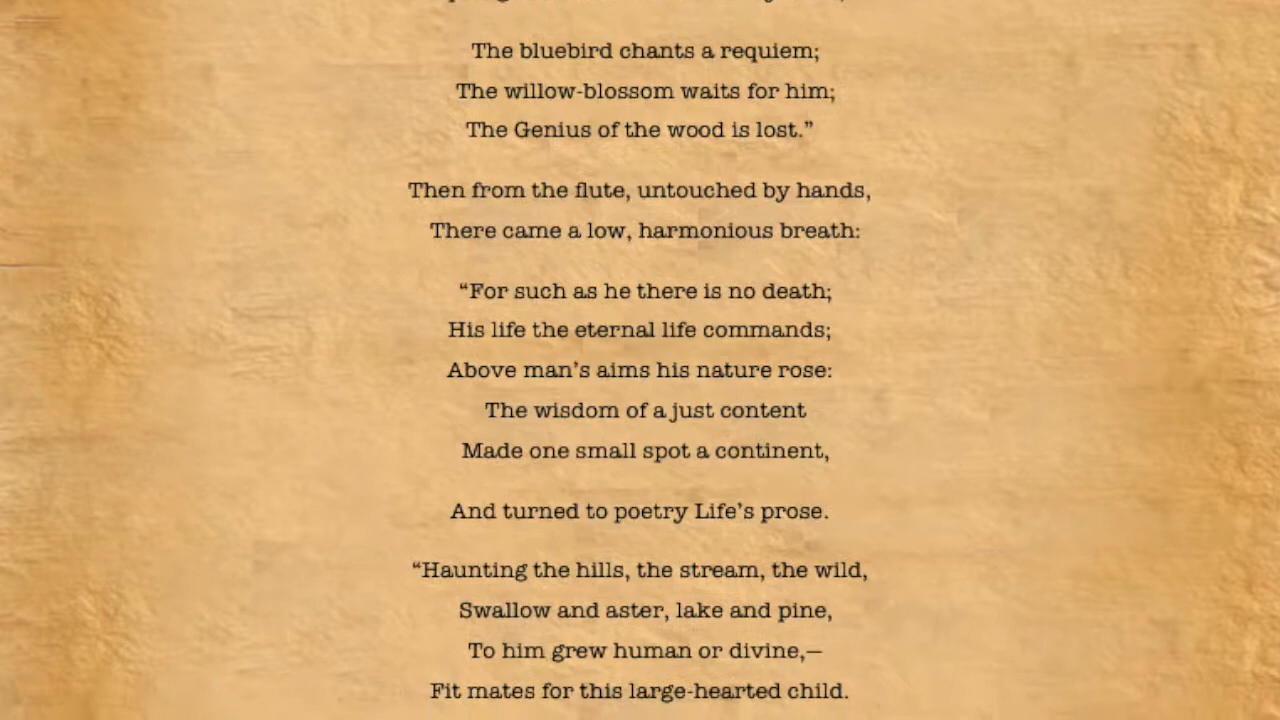 The bluebird chants a requiem;
The willow-blossom waits for him;
The Genius of the wood is lost.”
Then from the flute, untouched by hands,
There came a low, harmonious breath:
“For such as he there is no death;
His life the eternal life commands;
Above man’s aims his nature rose:
The wisdom of a just content
Made one small spot a continent,
And turned to poetry Life’s prose.
“Haunting the hills, the stream, the wild,
Swallow and aster, lake and pine,
To him grew human or divine,—
Fit mates for this large-hearted child.